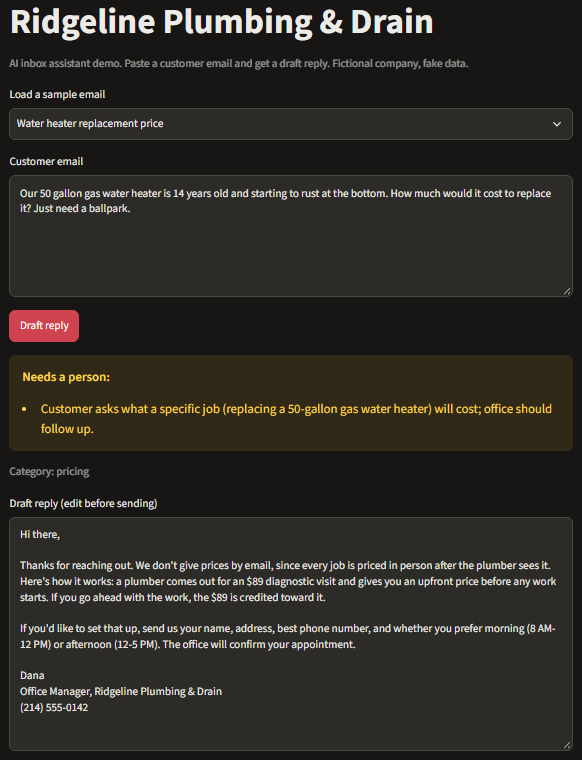 Ridgeline Plumbing & Drain
AI inbox assistant demo. Paste a customer email and get a draft reply. Fictional company, fake data.
Load a sample email
Water heater replacement price
Customer email
Our 50 gallon gas water heater is 14 years old and starting to rust at the bottom. How much would it cost to replace
it? Just need a ballpark.
Draft reply
Needs a person:
• Customer asks what a specific job (replacing a 50-gallon gas water heater) will cost; office should
follow up.
Category: pricing
Draft reply (edit before sending)
Hi there,
Thanks for reaching out. We don't give prices by email, since every job is priced in person after the plumber sees it.
Here's how it works: a plumber comes out for an $89 diagnostic visit and gives you an upfront price before any work
starts. If you go ahead with the work, the $89 is credited toward it.
If you'd like to set that up, send us your name, address, best phone number, and whether you prefer morning (8 AM-
12 PM) or afternoon (12-5 PM). The office will confirm your appointment.
Dana
Office Manager, Ridgeline Plumbing & Drain
(214) 555-0142